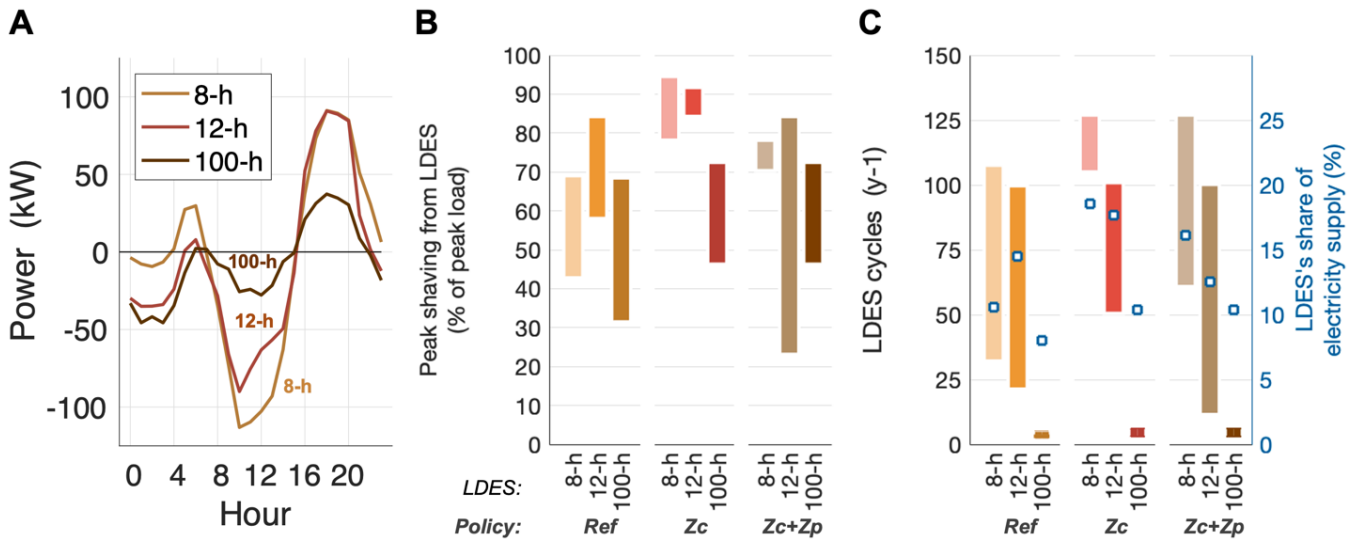 A
Power (kW)
100
50
0
-50
-100
8-h
12-h
100-h
100-h
12-h
8-h
0 4 8 12 16 20
Hour
B
Peak shaving from LDES
(% of peak load)
100
90
80
70
60
50
40
30
20
10
0
LDES: 8-h 12-h 100-h 8-h 12-h 100-h 8-h 12-h 100-h
Policy: Ref Zc Zc+Zp
C
LDES cycles (y-1)
150
125
100
75
50
25
0
25
20
15
10
5
0
LDES's share of
electricity supply (%)
8-h 12-h 100-h 8-h 12-h 100-h 8-h 12-h 100-h
Ref Zc Zc+Zp